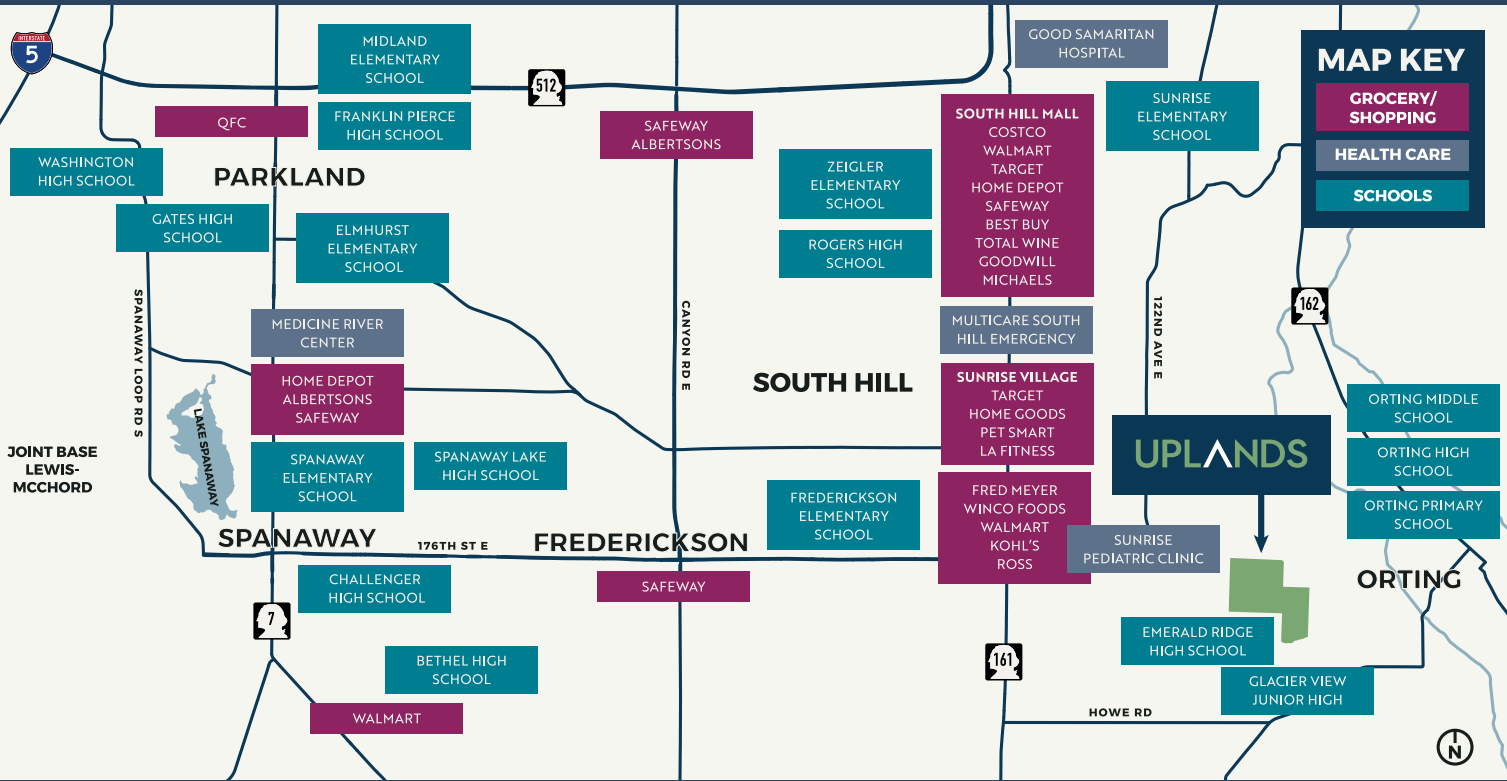 INTERSTATE
5
MIDLAND
ELEMENTARY
SCHOOL
512
GOOD SAMARITAN
HOSPITAL
MAP KEY
GROCERY/
SHOPPING
HEALTH CARE
SCHOOLS
QFC
FRANKLIN PIERCE
HIGH SCHOOL
SAFEWAY
ALBERTSONS
SOUTH HILL MALL
COSTCO
WALMART
TARGET
HOME DEPOT
SAFEWAY
BEST BUY
TOTAL WINE
GOODWILL
MICHAELS
SUNRISE
ELEMENTARY
SCHOOL
WASHINGTON
HIGH SCHOOL
PARKLAND
ZEIGLER
ELEMENTARY
SCHOOL
GATES HIGH
SCHOOL
ELMHURST
ELEMENTARY
SCHOOL
ROGERS HIGH
SCHOOL
SPANAWAY LOOP RD S
MEDICINE RIVER
CENTER
CANYON RD E
MULTICARE SOUTH
HILL EMERGENCY
122ND AVE E
162
HOME DEPOT
ALBERTSONS
SAFEWAY
SOUTH HILL
SUNRISE VILLAGE
TARGET
HOME GOODS
PET SMART
LA FITNESS
LAKE SPANAWAY
JOINT BASE
LEWIS-
MCCHORD
SPANAWAY
ELEMENTARY
SCHOOL
SPANAWAY LAKE
HIGH SCHOOL
UPLANDS
ORTING MIDDLE
SCHOOL
ORTING HIGH
SCHOOL
ORTING PRIMARY
SCHOOL
FREDERICKSON
ELEMENTARY
SCHOOL
FRED MEYER
WINCO FOODS
WALMART
KOHL'S
ROSS
SUNRISE
PEDIATRIC CLINIC
SPANAWAY
176TH ST E
FREDERICKSON
CHALLENGER
HIGH SCHOOL
SAFEWAY
ORTING
7
EMERALD RIDGE
HIGH SCHOOL
BETHEL HIGH
SCHOOL
161
GLACIER VIEW
JUNIOR HIGH
WALMART
HOWE RD
N